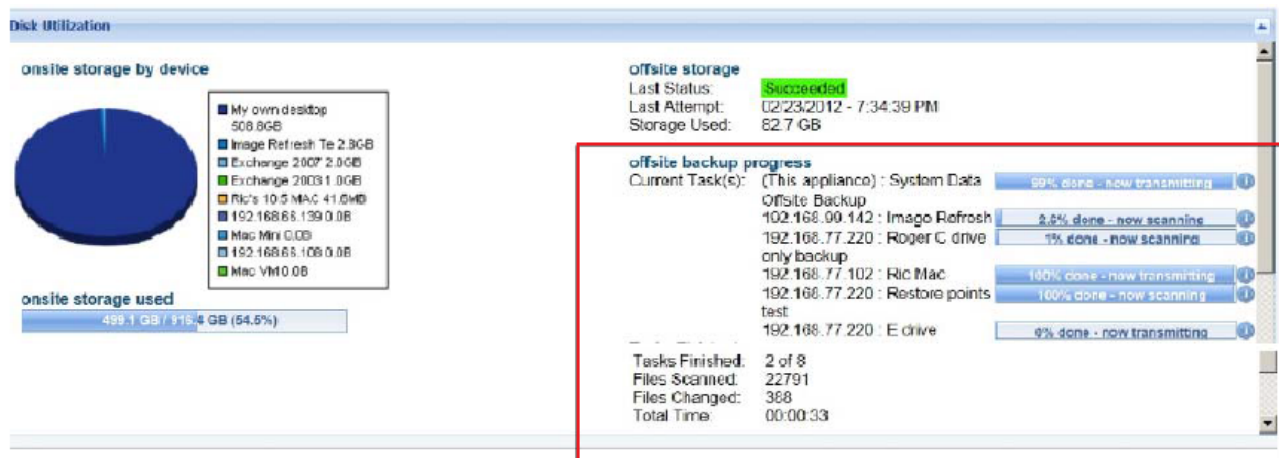 Disk Utilization
onsite storage by device
My own desktop
508.8GB
Image Refresh Te 2.8GB
Exchange 2007 2.0GB
Exchange 2003 1.0GB
Ric's 10.5 MAC 41.6MB
192.168.66.139 0.0B
Mac Mini 0.0B
192.168.66.108 0.0B
Mac VM 0.0B
onsite storage used
499.1 GB / 916.4 GB (54.5%)
offsite storage
Last Status: Succeeded
Last Attempt: 02/23/2012 - 7:34:39 PM
Storage Used: 82.7 GB
offsite backup progress
Current Task(s): (This appliance) : System Data Offsite Backup 99% done - now transmitting
: Image Refresh 2.8% done - now scanning
192.168.77.220 : Roger C drive only backup 1% done - now scanning
192.168.77.102 : Ric Mac 100% done - now transmitting
192.168.77.220 : Restore points test 100% done - now scanning
192.168.77.220 : E drive 0% done - now transmitting
Tasks Finished: 2 of 8
Files Scanned: 22791
Files Changed: 388
Total Time: 00:00:33